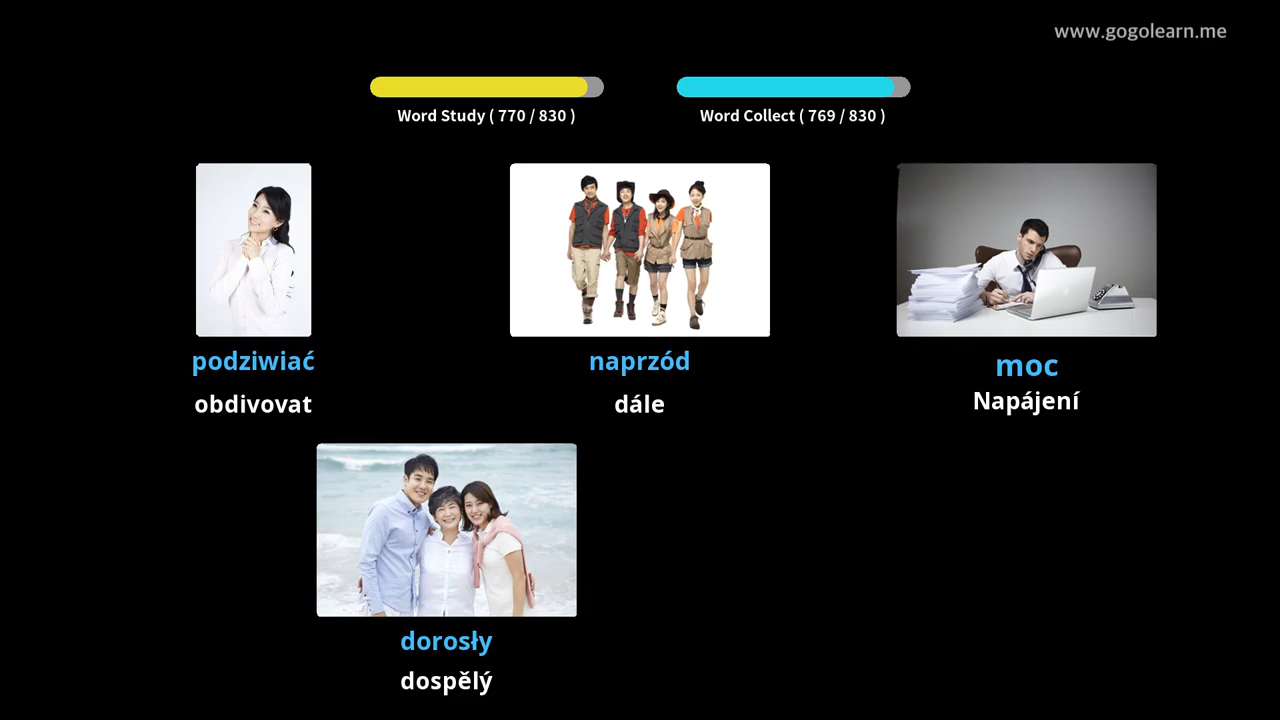 www.gogolearn.me
Word Study ( 770 / 830 )
Word Collect ( 769 / 830 )
podziwiać
obdivovat
naprzód
dále
moc
Napájení
dorosły
dospělý